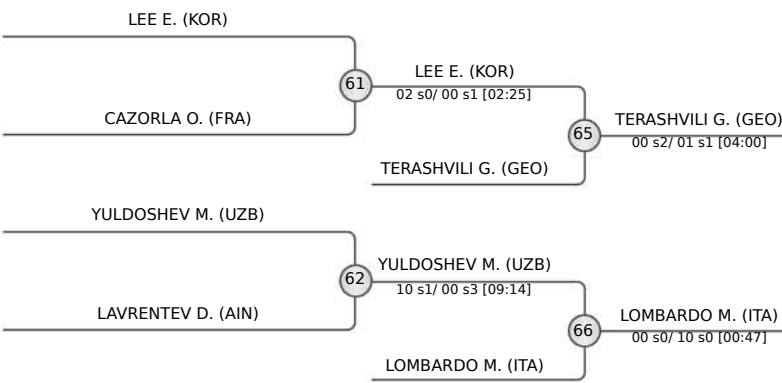 LEE E. (KOR)
61
LEE E. (KOR)
02 s0/ 00 s1 [02:25]
CAZORLA O. (FRA)
65
TERASHVILI G. (GEO)
00 s2/ 01 s1 [04:00]
TERASHVILI G. (GEO)
YULDOSHEV M. (UZB)
62
YULDOSHEV M. (UZB)
10 s1/ 00 s3 [09:14]
LAVRENTEV D. (AIN)
66
LOMBARDO M. (ITA)
00 s0/ 10 s0 [00:47]
LOMBARDO M. (ITA)